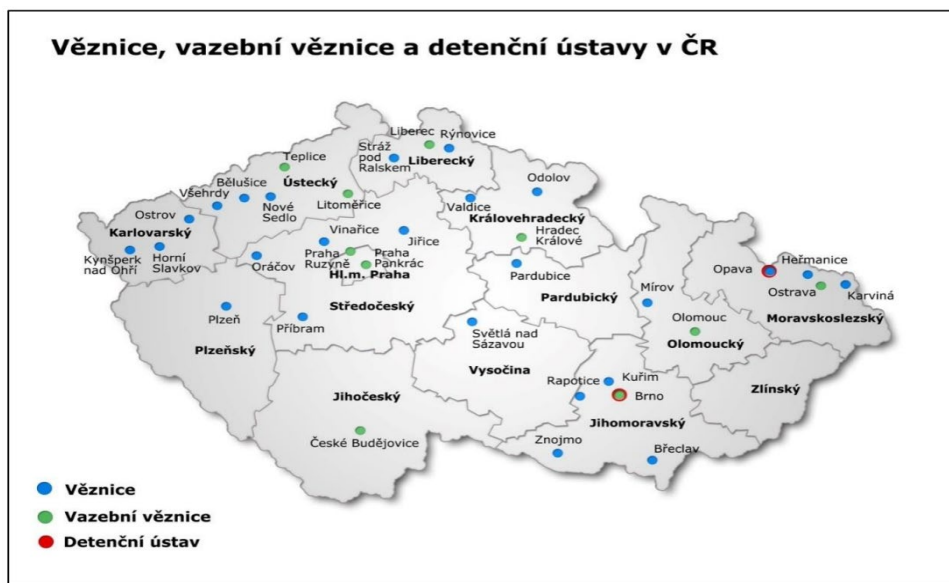 Věznice, vazební věznice a detenční ústavy v ČR
Liberec
Rýnovice
Stráž
pod
Ralskem
Liberecký
Teplice
Ústecký
Bělušice
Všehrdy
Nové
Sedlo
Litoměřice
Odolov
Valdice
Královehradecký
Hradec
Králové
Ostrov
Karlovarský
Kynšperk
nad Ohří
Horní
Slavkov
Vinařice
Jiřice
Oráčov
Praha
Ruzyně
Praha
Pankrác
Hl.m. Praha
Středočeský
Příbram
Plzeň
Plzeňský
Pardubice
Pardubický
Mírov
Opava
Heřmanice
Ostrava
Karviná
Moravskoslezský
Olomouc
Olomoucký
Světlá nad
Sázavou
Vysočina
Zlínský
Rapotice
Kuřim
Brno
Jihomoravský
Jihočeský
České Budějovice
Znojmo
Břeclav
Věznice
Vazební věznice
Detenční ústav